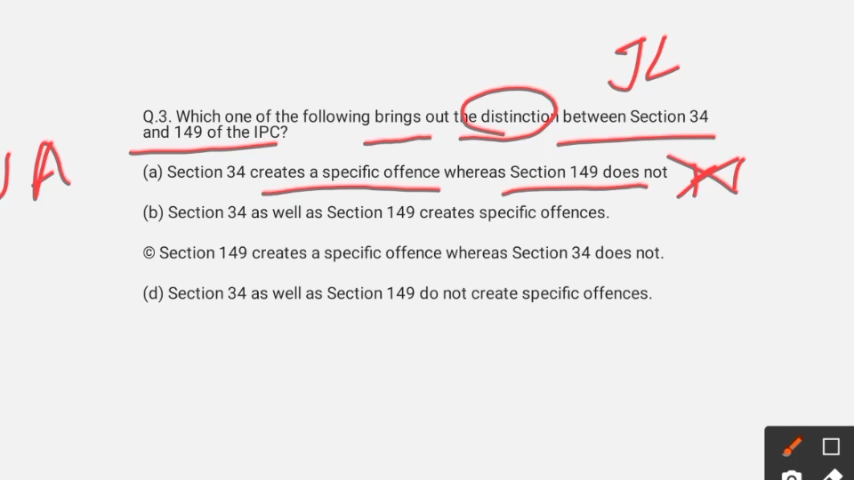 JL
Q.3. Which one of the following brings out the distinction between Section 34
and 149 of the IPC?
A
(a) Section 34 creates a specific offence whereas Section 149 does not
(b) Section 34 as well as Section 149 creates specific offences.
© Section 149 creates a specific offence whereas Section 34 does not.
(d) Section 34 as well as Section 149 do not create specific offences.